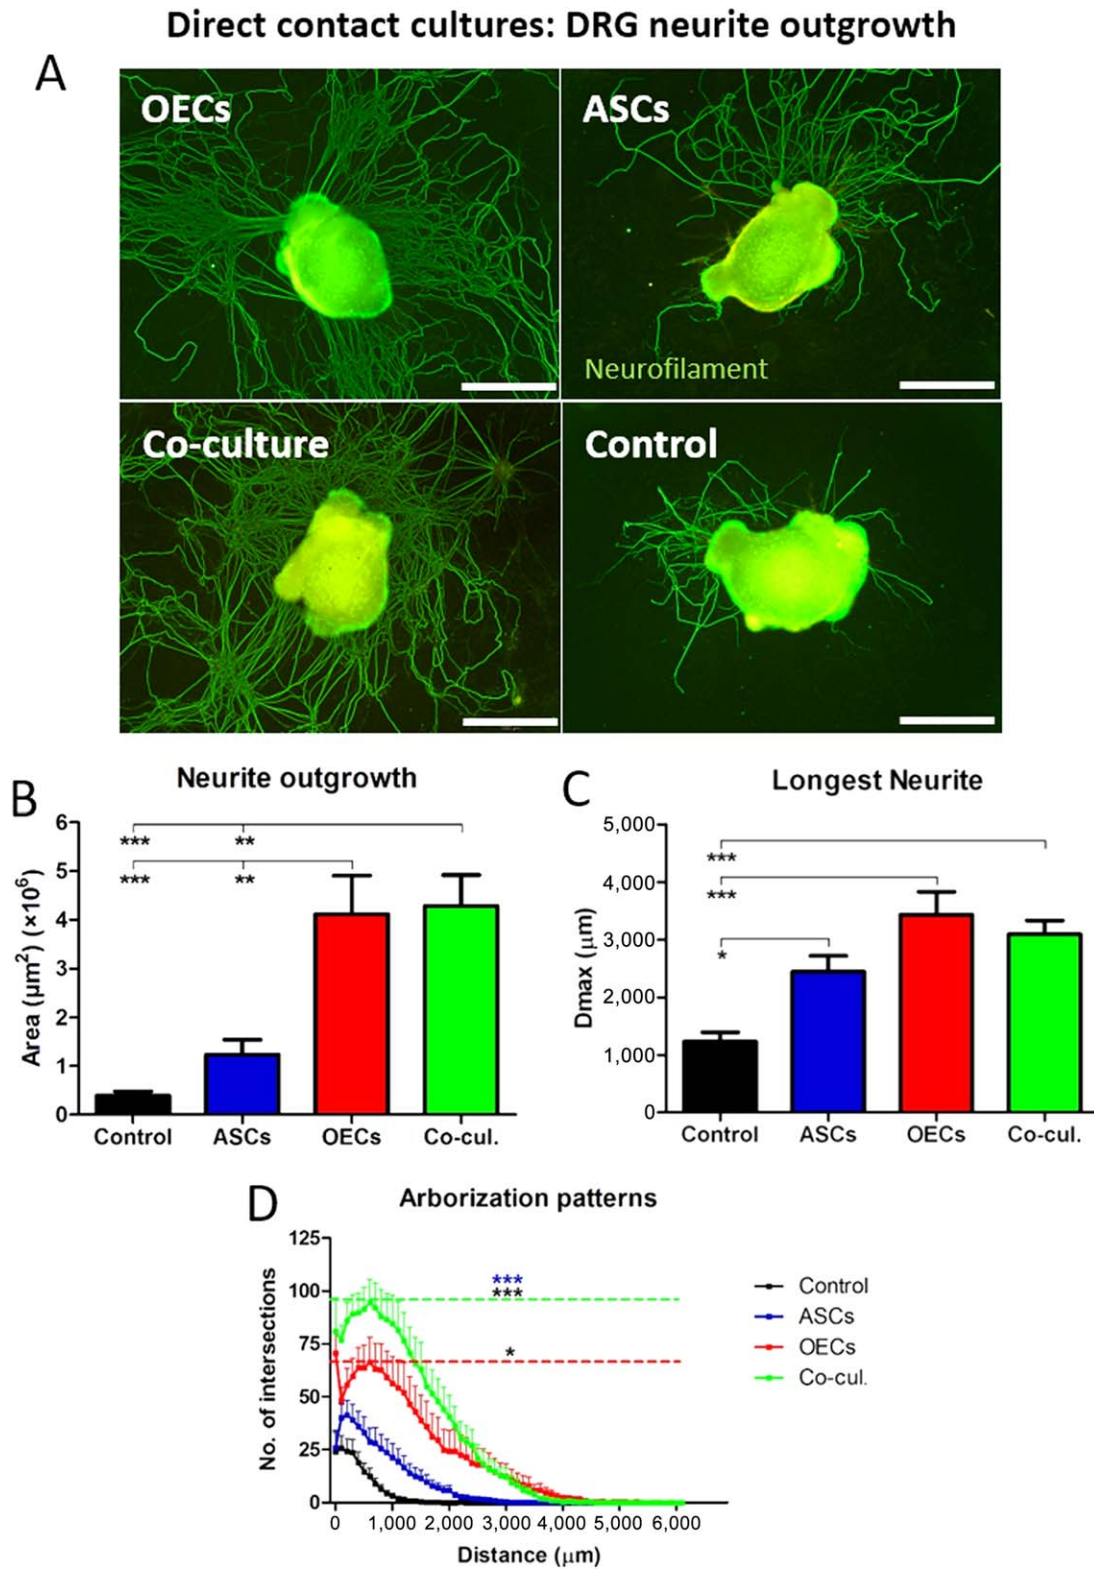 Direct contact cultures: DRG neurite outgrowth
A
OECs
ASCs
Neurofilament
Co-culture
Control
B
Neurite outgrowth
6
5
4
3
2
1
0
Area (μm²) (×10⁶)
*** **
*** **
Control ASCs OECs Co-cul.
C
Longest Neurite
5,000
4,000
3,000
2,000
1,000
0
Dmax (μm)
***
***
*
Control ASCs OECs Co-cul.
D
Arborization patterns
125
100
75
50
25
0
No. of intersections
***
***
*
0 1,000 2,000 3,000 4,000 5,000 6,000
Distance (μm)
Control
ASCs
OECs
Co-cul.